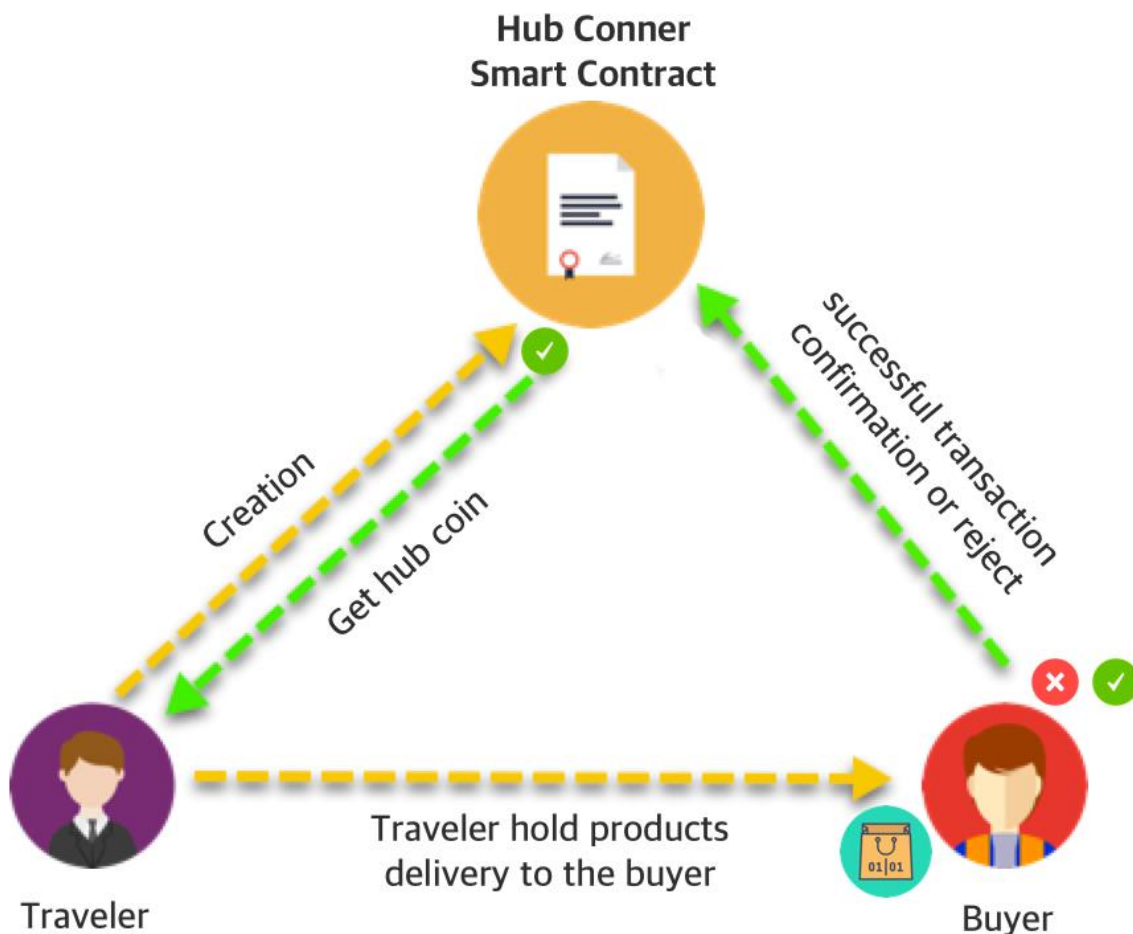 Hub Conner
Smart Contract
Creation
Get hub coin
successful transaction
confirmation or reject
Traveler hold products
delivery to the buyer
01|01
Traveler
Buyer